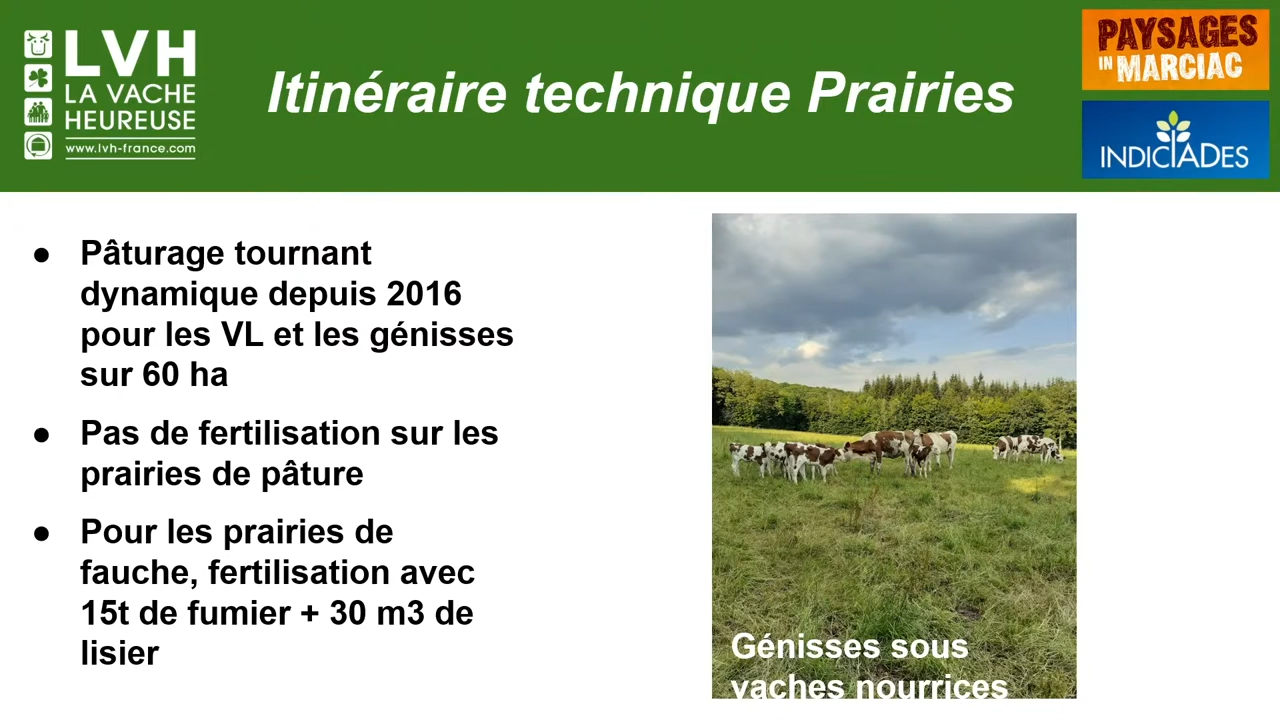 LVH
LA VACHE
HEUREUSE
www.lvh-france.com
Itinéraire technique Prairies
PAYSAGES
IN MARCIAC
INDICIADES
● Pâturage tournant
dynamique depuis 2016
pour les VL et les génisses
sur 60 ha
● Pas de fertilisation sur les
prairies de pâture
● Pour les prairies de
fauche, fertilisation avec
15t de fumier + 30 m3 de
lisier
Génisses sous
vaches nourrices